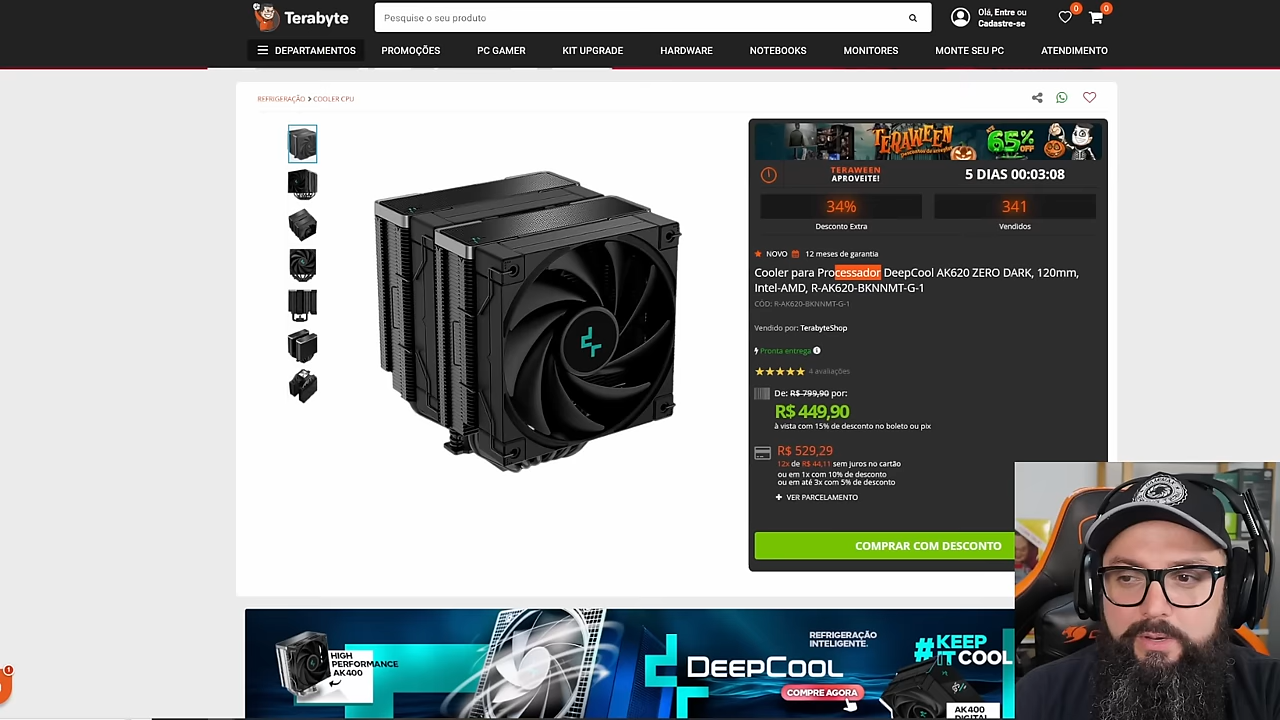 Terabyte
Pesquise o seu produto
Olá, Entre ou
Cadastre-se
0
0
DEPARTAMENTOS
PROMOÇÕES
PC GAMER
KIT UPGRADE
HARDWARE
NOTEBOOKS
MONITORES
MONTE SEU PC
ATENDIMENTO
REFRIGERAÇÃO > COOLER CPU
TERAWEEN
65%
OFF
TERAWEEN
APROVEITE!
5 DIAS 00:03:08
34%
Desconto Extra
341
Vendidos
NOVO
12 meses de garantia
Cooler para Processador DeepCool AK620 ZERO DARK, 120mm,
Intel-AMD, R-AK620-BKNNMT-G-1
CÓD: R-AK620-BKNNMT-G-1
Vendido por: TerabyteShop
Pronta entrega
4 avaliações
De: R$ 799,90 por:
R$ 449,90
à vista com 15% de desconto no boleto ou pix
R$ 529,29
12x de R$ 44,11 sem juros no cartão
ou em 1x com 10% de desconto
ou em até 3x com 5% de desconto
+ VER PARCELAMENTO
COMPRAR COM DESCONTO
HIGH
PERFORMANCE
AK400
DEEPCOOL
REFRIGERAÇÃO
INTELIGENTE.
COMPRE AGORA
#KEEP
IT COOL
AK400
DIGITAL
1